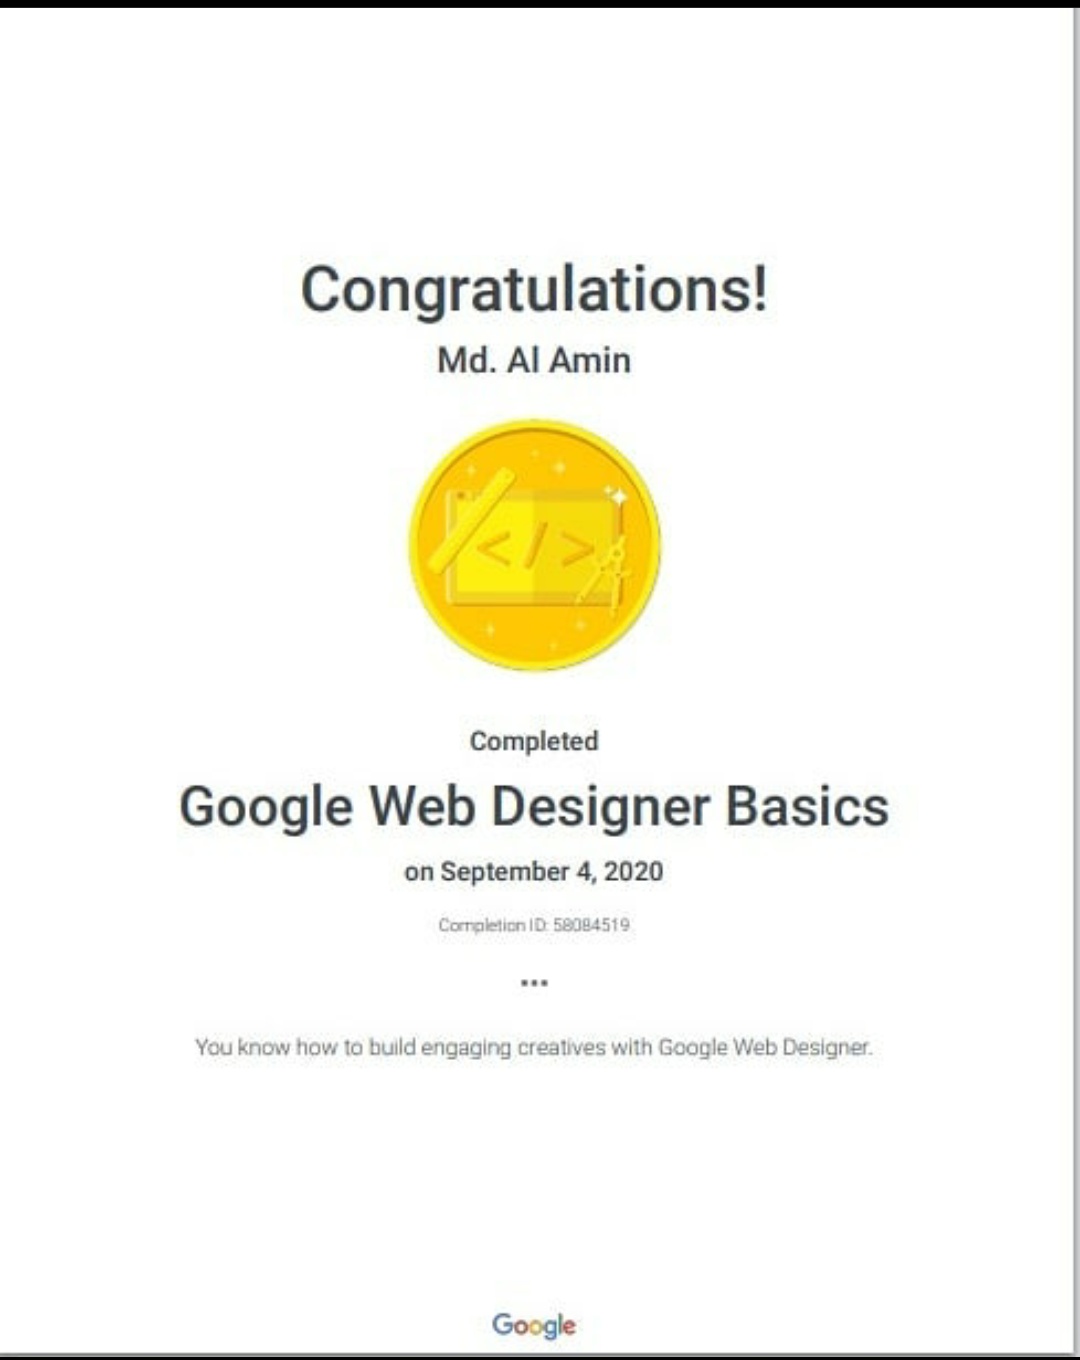 Congratulations!
Md. Al Amin
</>
Completed
Google Web Designer Basics
on September 4, 2020
Completion ID: 58084519
...
You know how to build engaging creatives with Google Web Designer.
Google